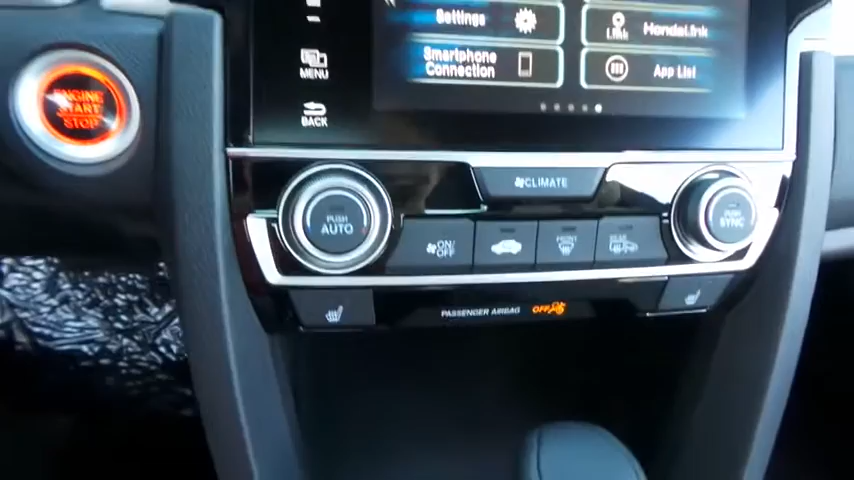 Settings
LINK
HondaLink
Smartphone
Connection
App List
MENU
BACK
ENGINE
START
STOP
CLIMATE
PUSH
AUTO
ON/
OFF
FRONT
REAR
PUSH
SYNC
PASSENGER AIRBAG
OFF